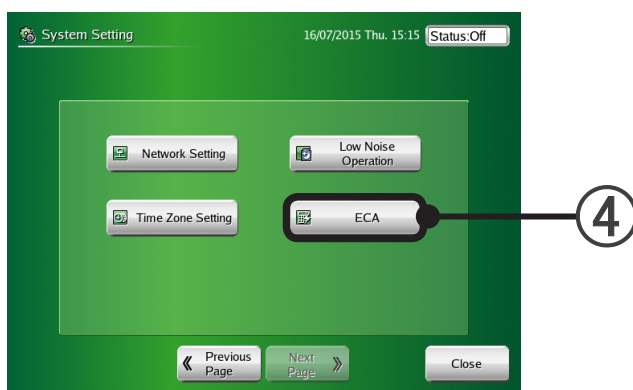 System Setting
16/07/2015 Thu. 15:15 Status:Off
Network Setting
Low Noise
Operation
Time Zone Setting
ECA
4
Previous
Page
Next
Page
Close